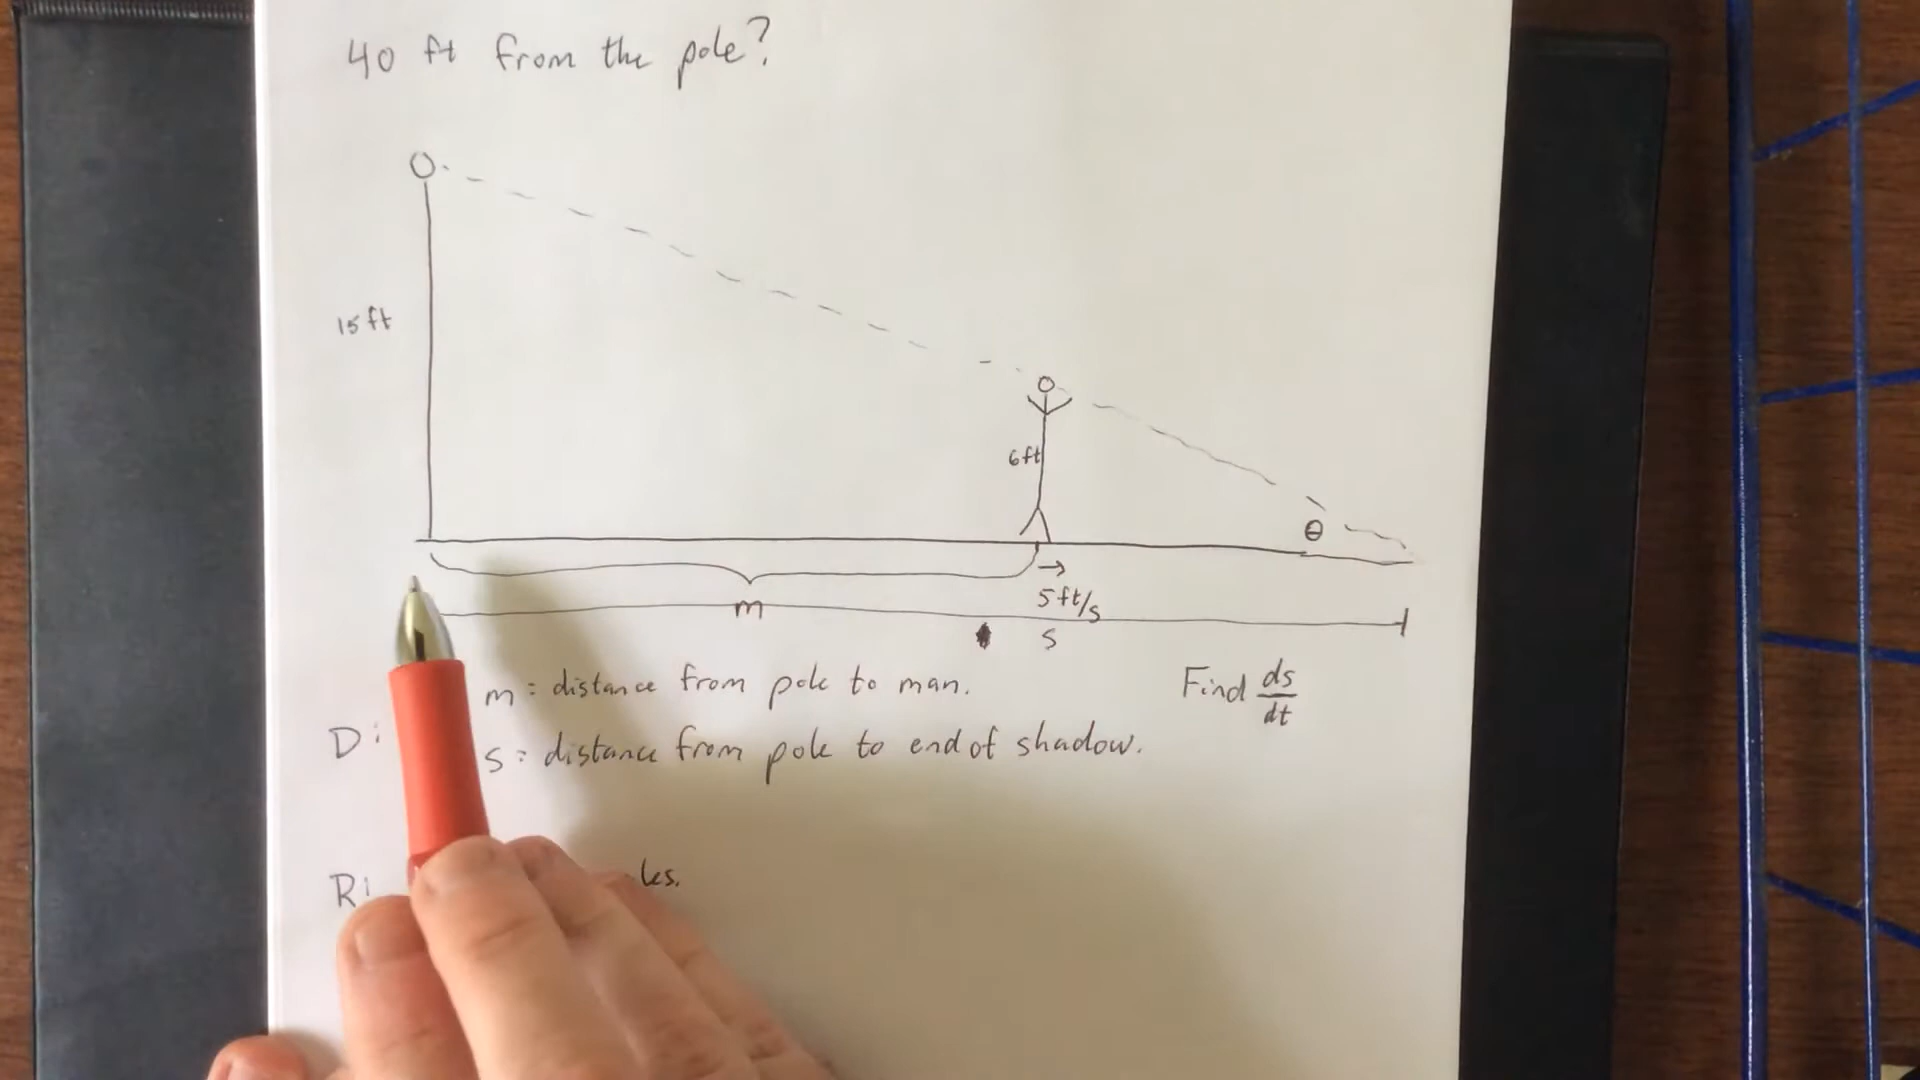 40 ft from the pole?
15 ft
6ft
θ
5 ft/s
m
s
m = distance from pole to man.
Find ds/dt
D:
s = distance from pole to end of shadow.